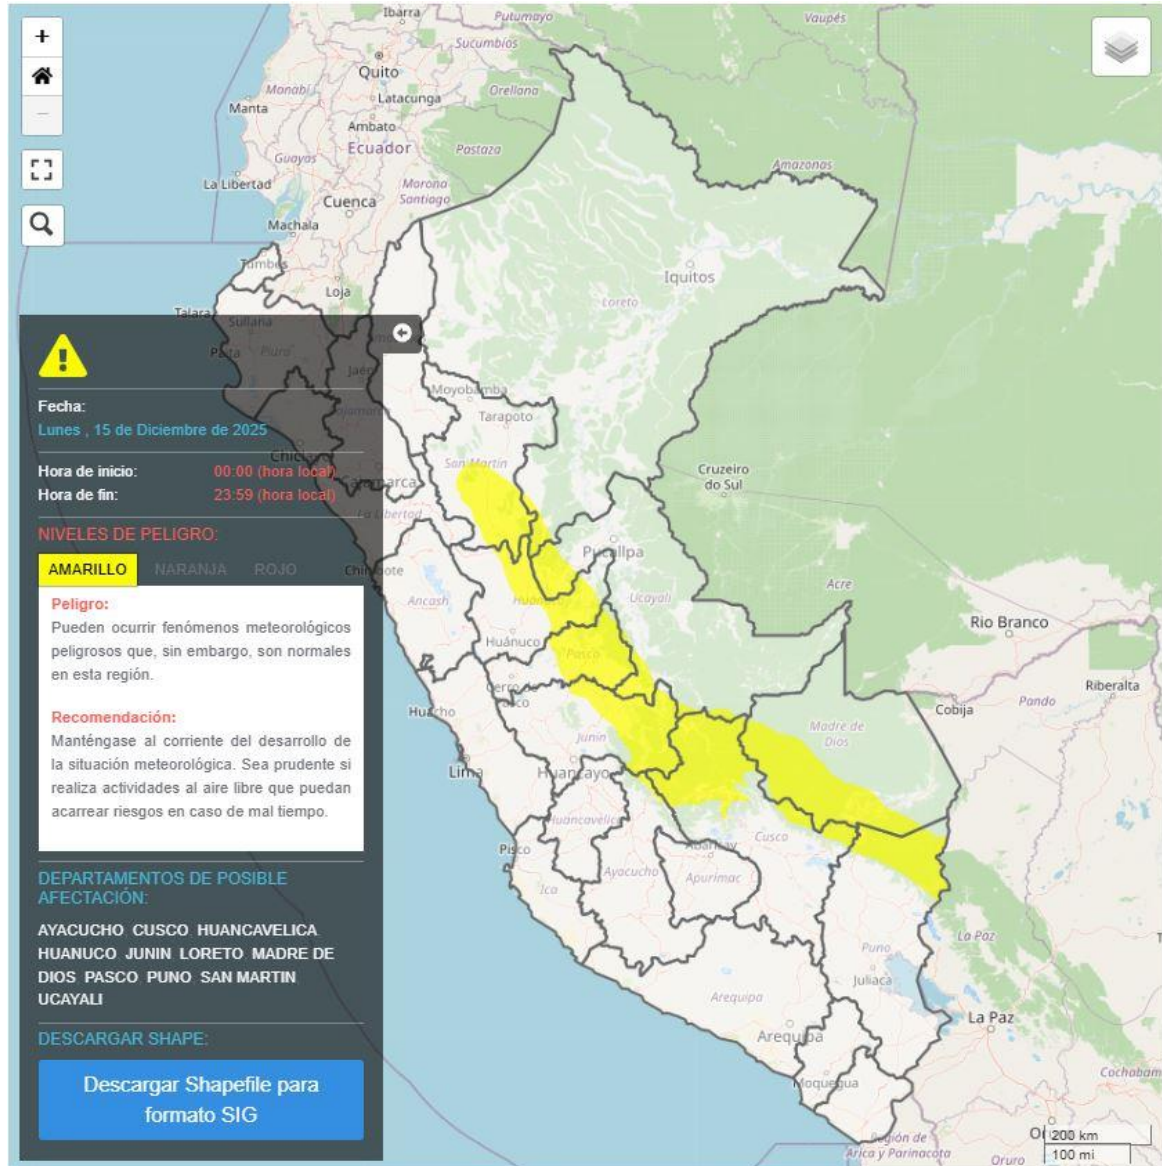 +
−
Fecha:
Lunes , 15 de Diciembre de 2025
Hora de inicio: 00:00 (hora local)
Hora de fin: 23:59 (hora local)
NIVELES DE PELIGRO:
AMARILLO NARANJA ROJO
Peligro:
Pueden ocurrir fenómenos meteorológicos
peligrosos que, sin embargo, son normales
en esta región.
Recomendación:
Manténgase al corriente del desarrollo de
la situación meteorológica. Sea prudente si
realiza actividades al aire libre que puedan
acarrear riesgos en caso de mal tiempo.
DEPARTAMENTOS DE POSIBLE
AFECTACIÓN:
AYACUCHO CUSCO HUANCAVELICA
HUANUCO JUNIN LORETO MADRE DE
DIOS PASCO PUNO SAN MARTIN
UCAYALI
DESCARGAR SHAPE:
Descargar Shapefile para
formato SIG
Ibarra
Putumayo
Vaupés
Sucumbíos
Quito
Orellana
Manabí
Latacunga
Manta
Ambato
Ecuador
Pastaza
Guayas
Amazonas
La Libertad
Morona
Santiago
Cuenca
Machala
Tumbes
Iquitos
Loja
Loreto
Talara
Sullana
Paita
Piura
Jaén
Moyobamba
Tarapoto
Cajamarca
San Martín
Cruzeiro
do Sul
La Libertad
Pucallpa
Chimbote
Acre
Ancash
Huánuco
Ucayali
Rio Branco
Huánuco
Pasco
Cerro de
Pasco
Riberalta
Pando
Cobija
Huacho
Madre de
Dios
Junín
Lima
Huancayo
Huancavelica
Cusco
Abancay
Pisco
Ayacucho
Apurímac
Ica
La Paz
Puno
Juliaca
Arequipa
La Paz
Arequipa
Moquegua
Cochabam
200 km
100 mi
Región de
Arica y Parinacota
Oruro